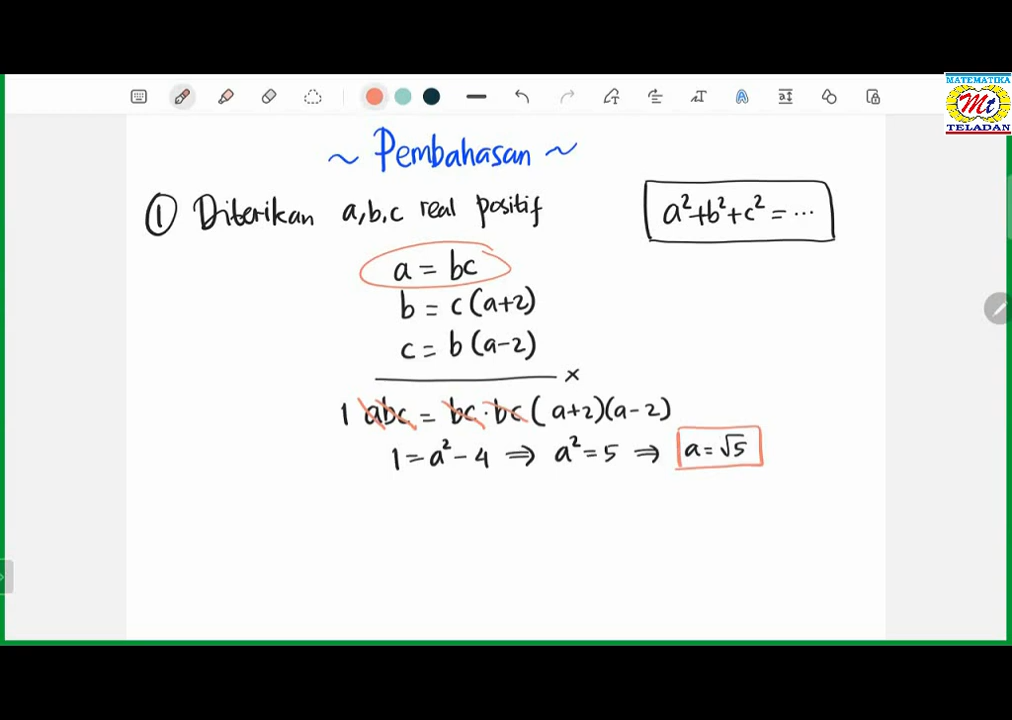 MATEMATIKA
Mt
TELADAN
~ Pembahasan ~
① Diberikan a,b,c real positif
a²+b²+c² = ...
a = bc
b = c(a+2)
c = b(a-2)
×
1 abc = bc·bc(a+2)(a-2)
1 = a²-4 ⇒ a² = 5 ⇒ a = √5